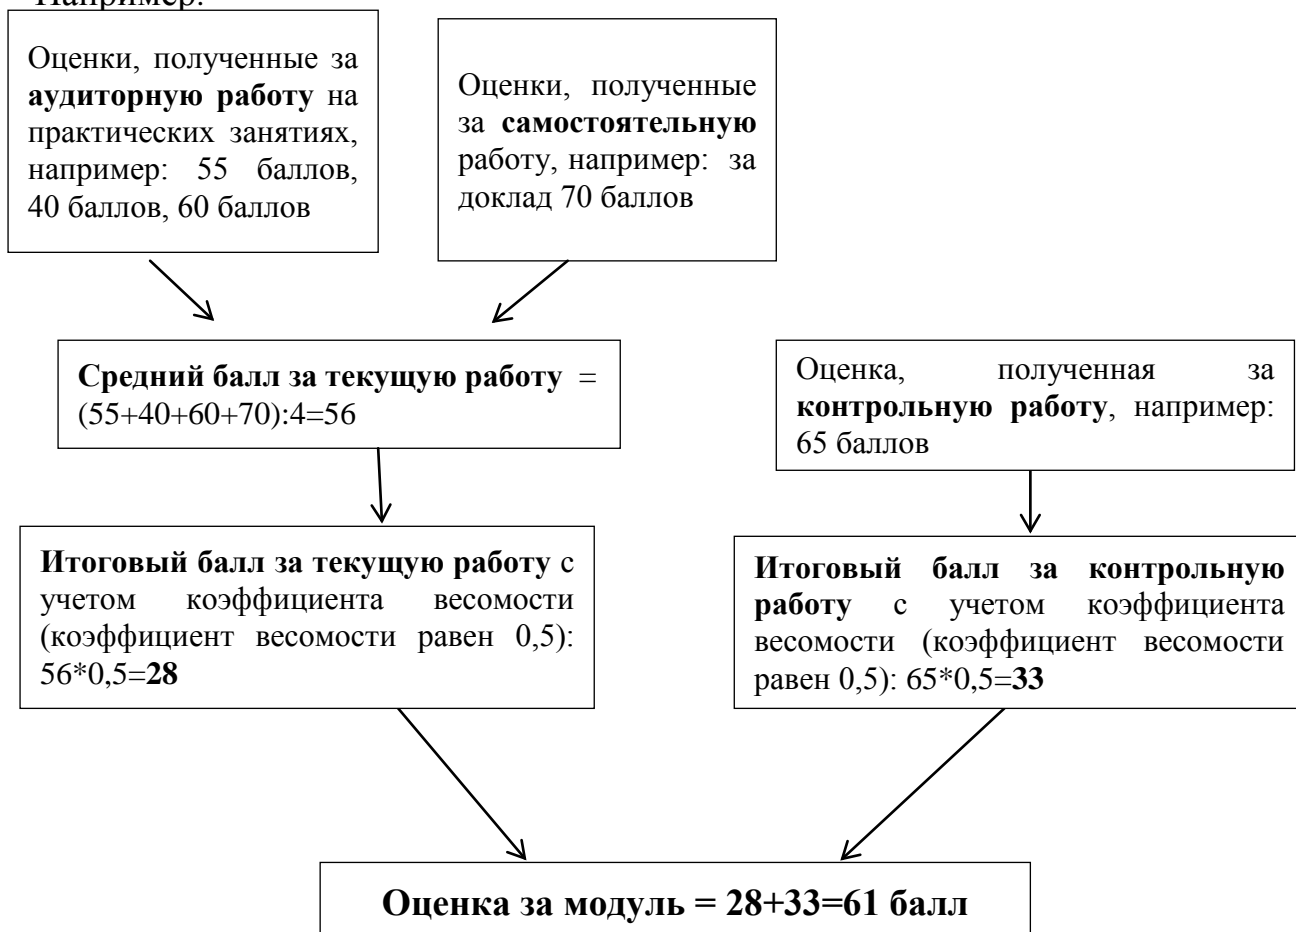 Например:
Оценки, полученные за
аудиторную работу на
практических занятиях,
например: 55 баллов,
40 баллов, 60 баллов
Оценки, полученные
за самостоятельную
работу, например: за
доклад 70 баллов
Средний балл за текущую работу =
(55+40+60+70):4=56
Оценка, полученная за
контрольную работу, например:
65 баллов
Итоговый балл за текущую работу с
учетом коэффициента весомости
(коэффициент весомости равен 0,5):
56*0,5=28
Итоговый балл за контрольную
работу с учетом коэффициента
весомости (коэффициент весомости
равен 0,5): 65*0,5=33
Оценка за модуль = 28+33=61 балл